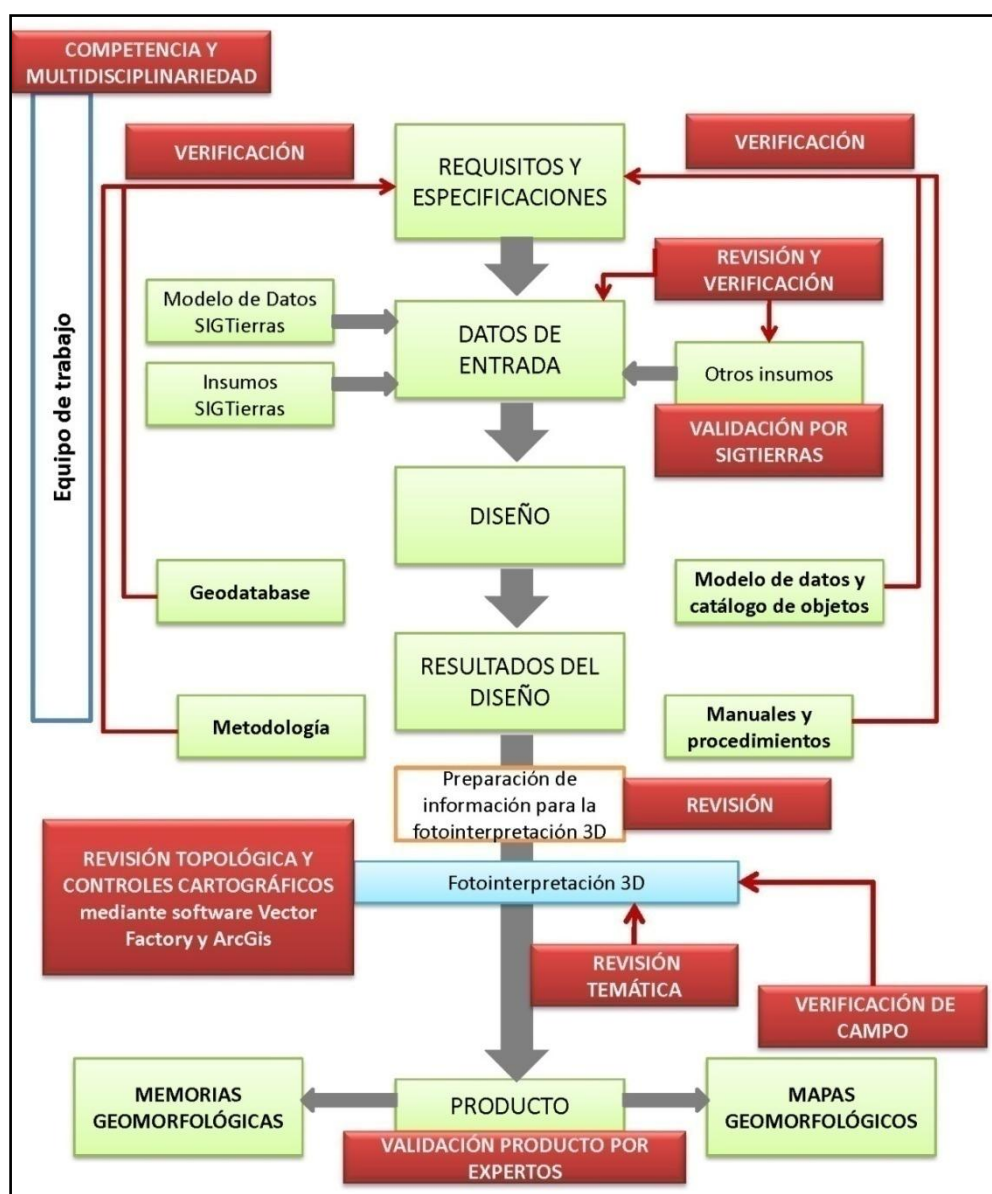 COMPETENCIA Y
MULTIDISCIPLINARIEDAD
Equipo de trabajo
VERIFICACIÓN
REQUISITOS Y
ESPECIFICACIONES
VERIFICACIÓN
REVISIÓN Y
VERIFICACIÓN
Modelo de Datos
SIGTierras
DATOS DE
ENTRADA
Insumos
SIGTierras
Otros insumos
VALIDACIÓN POR
SIGTIERRAS
DISEÑO
Geodatabase
Modelo de datos y
catálogo de objetos
RESULTADOS DEL
DISEÑO
Metodología
Manuales y
procedimientos
Preparación de
información para la
fotointerpretación 3D
REVISIÓN
REVISIÓN TOPOLÓGICA Y
CONTROLES CARTOGRÁFICOS
mediante software Vector
Factory y ArcGis
Fotointerpretación 3D
REVISIÓN
TEMÁTICA
VERIFICACIÓN DE
CAMPO
MEMORIAS
GEOMORFOLÓGICAS
PRODUCTO
MAPAS
GEOMORFOLÓGICOS
VALIDACIÓN PRODUCTO POR
EXPERTOS